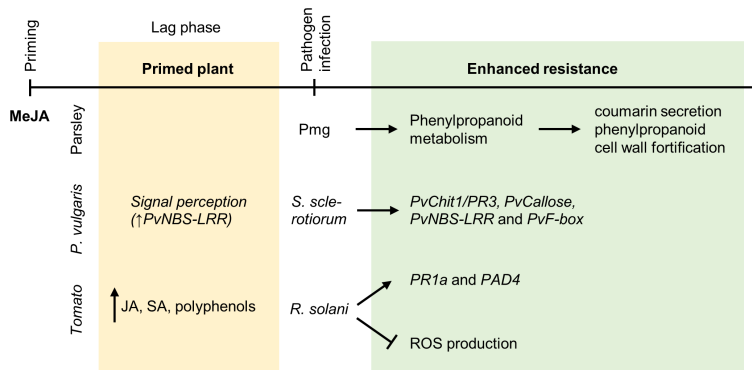 Lag phase
Priming
Primed plant
Pathogen
infection
Enhanced resistance
MeJA
Parsley
Pmg
Phenylpropanoid
metabolism
coumarin secretion
phenylpropanoid
cell wall fortification
P. vulgaris
Signal perception
(↑PvNBS-LRR)
S. scle-
rotiorum
PvChit1/PR3, PvCallose,
PvNBS-LRR and PvF-box
Tomato
JA, SA, polyphenols
R. solani
PR1a and PAD4
ROS production